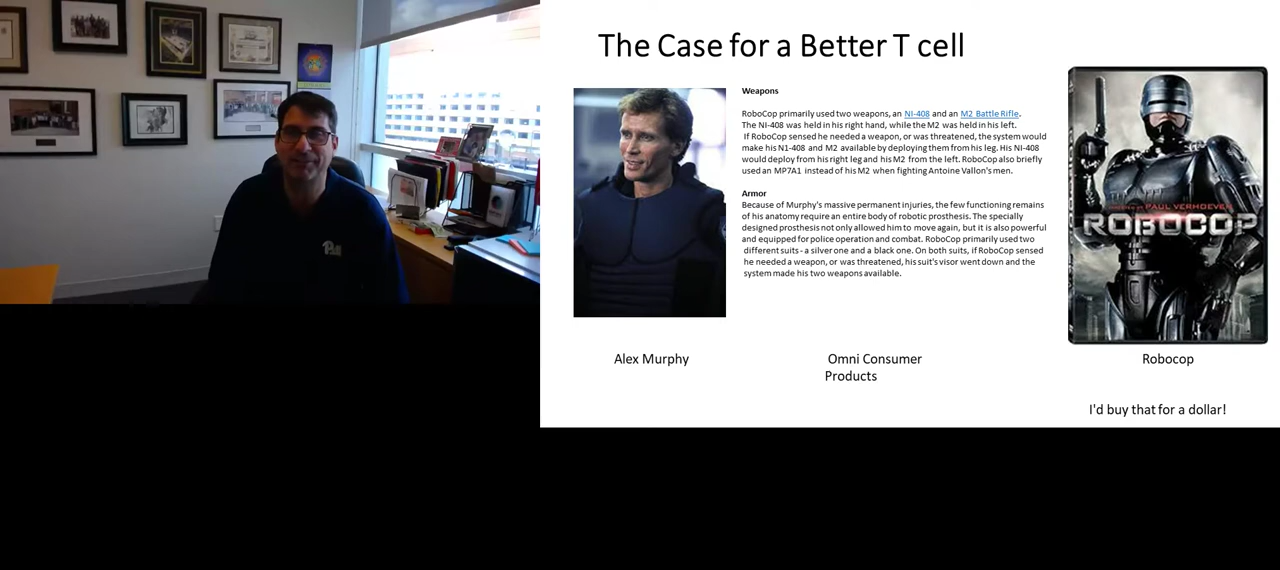 The Case for a Better T cell
Weapons
RoboCop primarily used two weapons, an NI-408 and an M2 Battle Rifle.
The NI-408 was held in his right hand, while the M2 was held in his left.
If RoboCop sensed he needed a weapon, or was threatened, the system would
make his N1-408 and M2 available by deploying them from his leg. His NI-408
would deploy from his right leg and his M2 from the left. RoboCop also briefly
used an MP7A1 instead of his M2 when fighting Antoine Vallon's men.
Armor
Because of Murphy's massive permanent injuries, the few functioning remains
of his anatomy require an entire body of robotic prosthesis. The specially
designed prosthesis not only allowed him to move again, but it is also powerful
and equipped for police operation and combat. RoboCop primarily used two
different suits - a silver one and a black one. On both suits, if RoboCop sensed
he needed a weapon, or was threatened, his suit's visor went down and the
system made his two weapons available.
DIRECTED BY PAUL VERHOEVEN
ROBOCOP
Alex Murphy
Omni Consumer
Products
Robocop
I'd buy that for a dollar!
Pitt